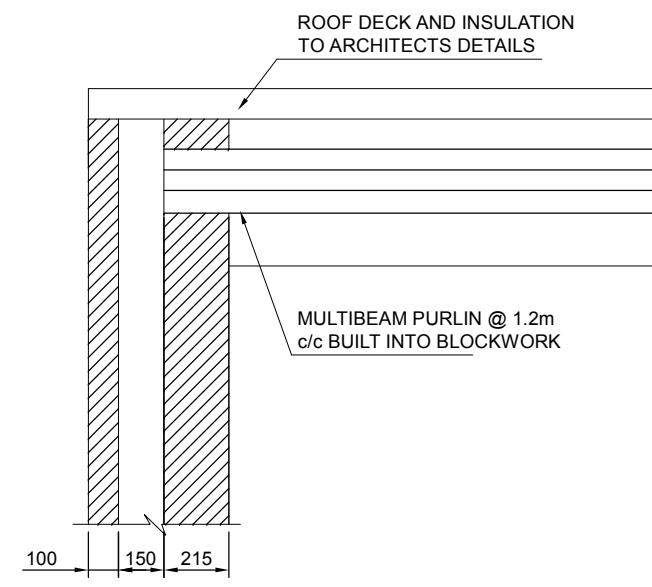 ROOF DECK AND INSULATION
TO ARCHITECTS DETAILS
MULTIBEAM PURLIN @ 1.2m
c/c BUILT INTO BLOCKWORK
100 150 215